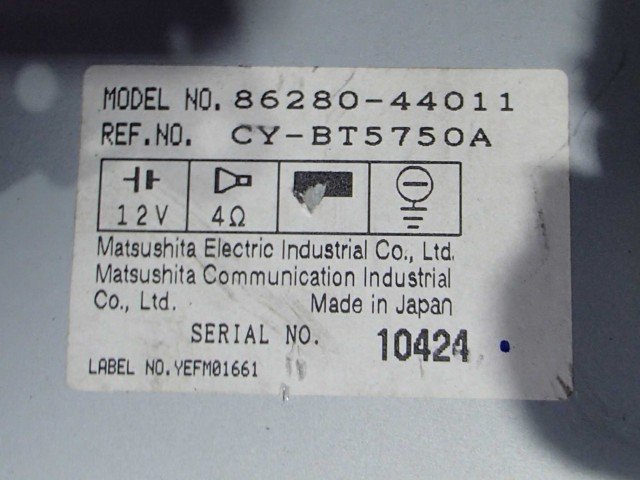 MODEL NO. 86280-44011
REF.NO. CY-BT5750A
12V 4Ω
Matsushita Electric Industrial Co., Ltd.
Matsushita Communication Industrial
Co., Ltd. Made in Japan
SERIAL NO. 10424
LABEL NO.YEFM01661